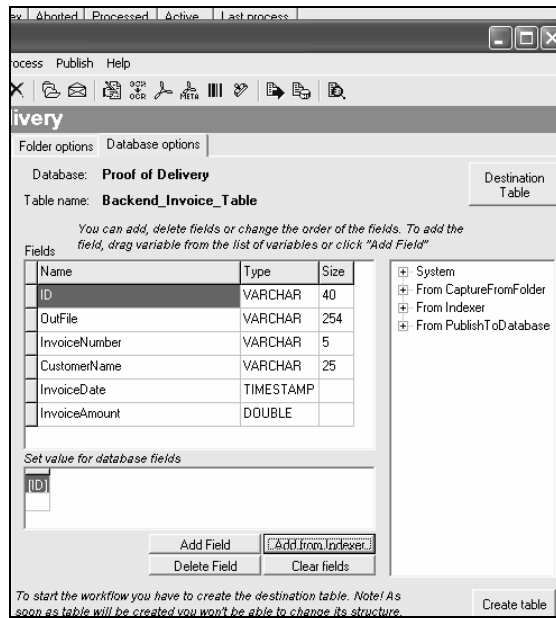 Aborted Processed Active Last process
Publish Help
OCR OCR META
ivery
Folder options Database options
Database: Proof of Delivery
Destination Table
Table name: Backend_Invoice_Table
You can add, delete fields or change the order of the fields. To add the
field, drag variable from the list of variables or click "Add Field"
Fields
Name Type Size
ID VARCHAR 40
OutFile VARCHAR 254
InvoiceNumber VARCHAR 5
CustomerName VARCHAR 25
InvoiceDate TIMESTAMP
InvoiceAmount DOUBLE
System
From CaptureFromFolder
From Indexer
From PublishToDatabase
Set value for database fields
[ID]
Add Field Add from Indexer
Delete Field Clear fields
To start the workflow you have to create the destination table. Note! As
soon as table will be created you won't be able to change its structure.
Create table